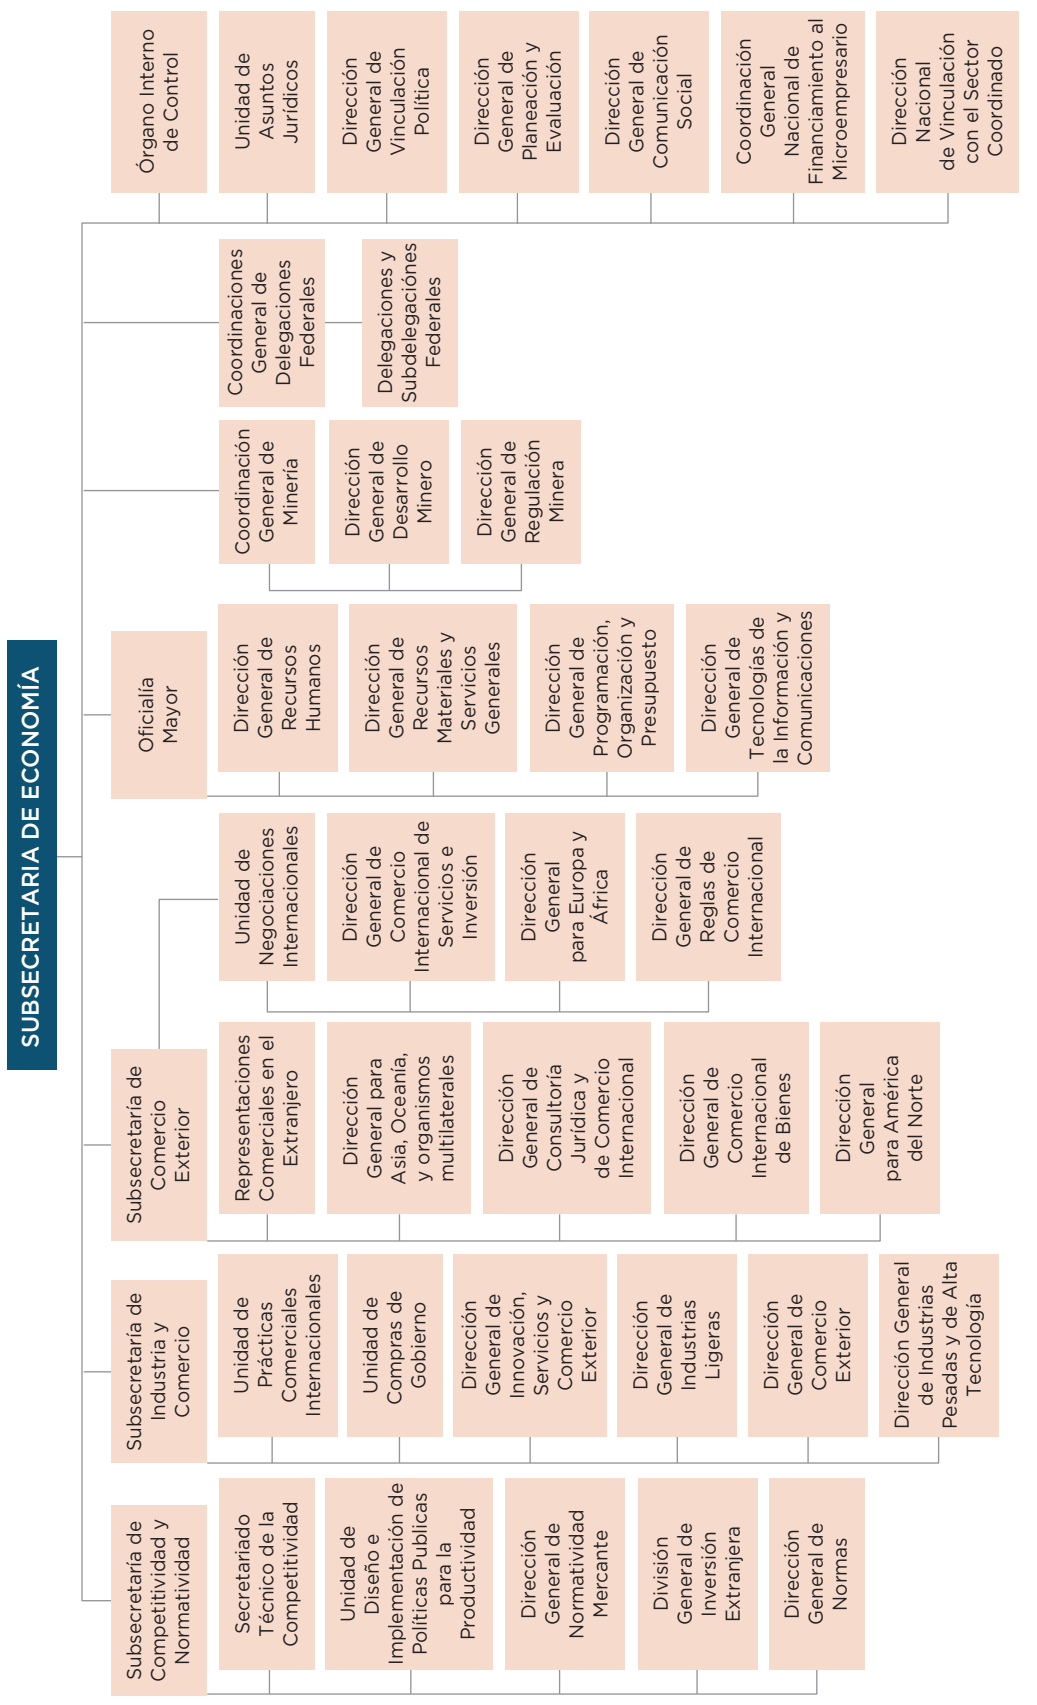 SUBSECRETARIA DE ECONOMÍA
Subsecretaría de
Competitividad y
Normatividad
Secretariado
Técnico de la
Competitividad
Unidad de
Diseño e
Implementación de
Políticas Publicas
para la
Productividad
Dirección
General de
Normatividad
Mercante
División
General de
Inversión
Extranjera
Dirección
General de
Normas
Subsecretaría de
Industria y
Comercio
Unidad de
Prácticas
Comerciales
Internacionales
Unidad de
Compras de
Gobierno
Dirección
General de
Innovación,
Servicios y
Comercio
Exterior
Dirección
General de
Industrias
Ligeras
Dirección
General de
Comercio
Exterior
Dirección General
de Industrias
Pesadas y de Alta
Tecnología
Subsecretaría de
Comercio
Exterior
Representaciones
Comerciales en el
Extranjero
Dirección
General para
Asia, Oceanía,
y organismos
multilaterales
Dirección
General de
Consultoría
Jurídica y
de Comercio
Internacional
Dirección
General de
Comercio
Internacional
de Bienes
Dirección
General
para América
del Norte
Unidad de
Negociaciones
Internacionales
Dirección
General de
Comercio
Internacional de
Servicios e
Inversión
Dirección
General
para Europa y
África
Dirección
General de
Reglas de
Comercio
Internacional
Oficialía
Mayor
Dirección
General de
Recursos
Humanos
Dirección
General de
Recursos
Materiales y
Servicios
Generales
Dirección
General de
Programación,
Organización y
Presupuesto
Dirección
General de
Tecnologías de
la Información y
Comunicaciones
Coordinación
General de
Minería
Dirección
General de
Desarrollo
Minero
Dirección
General de
Regulación
Minera
Coordinaciones
General de
Delegaciones
Federales
Delegaciones y
Subdelegaciónes
Federales
Órgano Interno
de Control
Unidad de
Asuntos
Jurídicos
Dirección
General de
Vinculación
Política
Dirección
General de
Planeación y
Evaluación
Dirección
General de
Comunicación
Social
Coordinación
General
Nacional de
Financiamiento al
Microempresario
Dirección
Nacional
de Vinculación
con el Sector
Coordinado